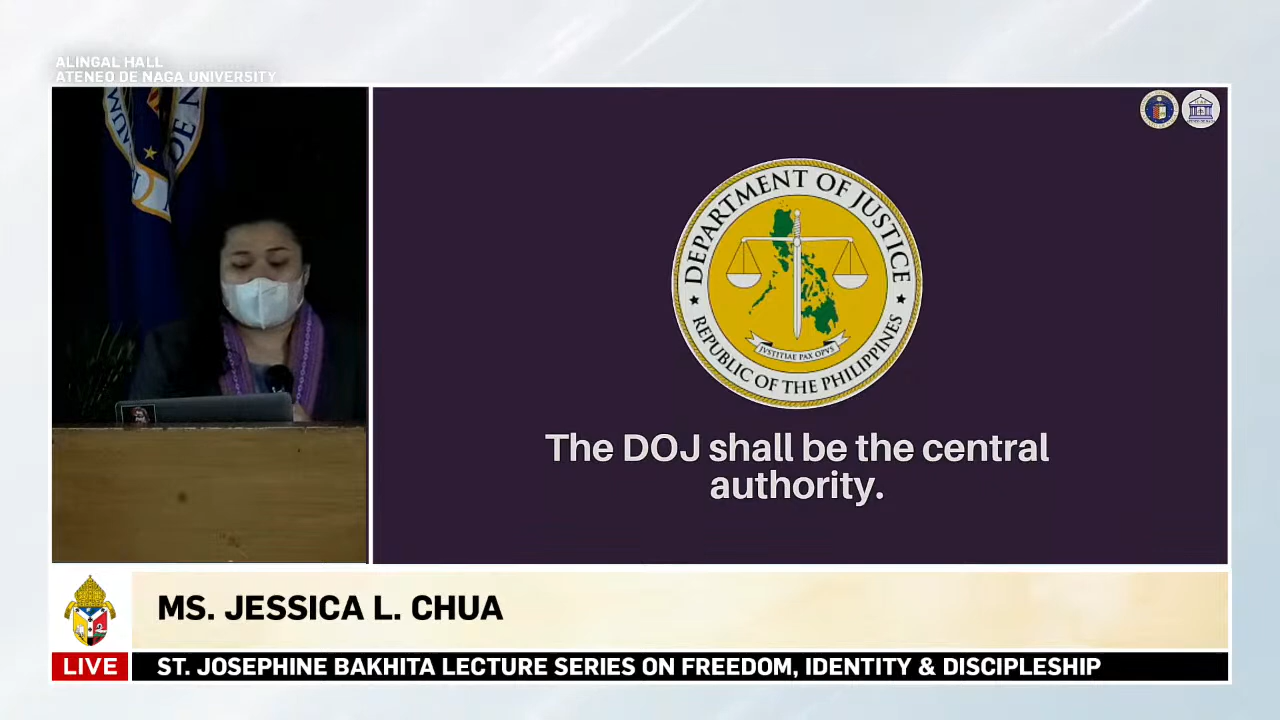 ALINGAL HALL
ATENEO DE NAGA UNIVERSITY
DEPARTMENT OF JUSTICE
REPUBLIC OF THE PHILIPPINES
IVSTITIAE PAX OPVS
The DOJ shall be the central
authority.
MS. JESSICA L. CHUA
LIVE
ST. JOSEPHINE BAKHITA LECTURE SERIES ON FREEDOM, IDENTITY & DISCIPLESHIP